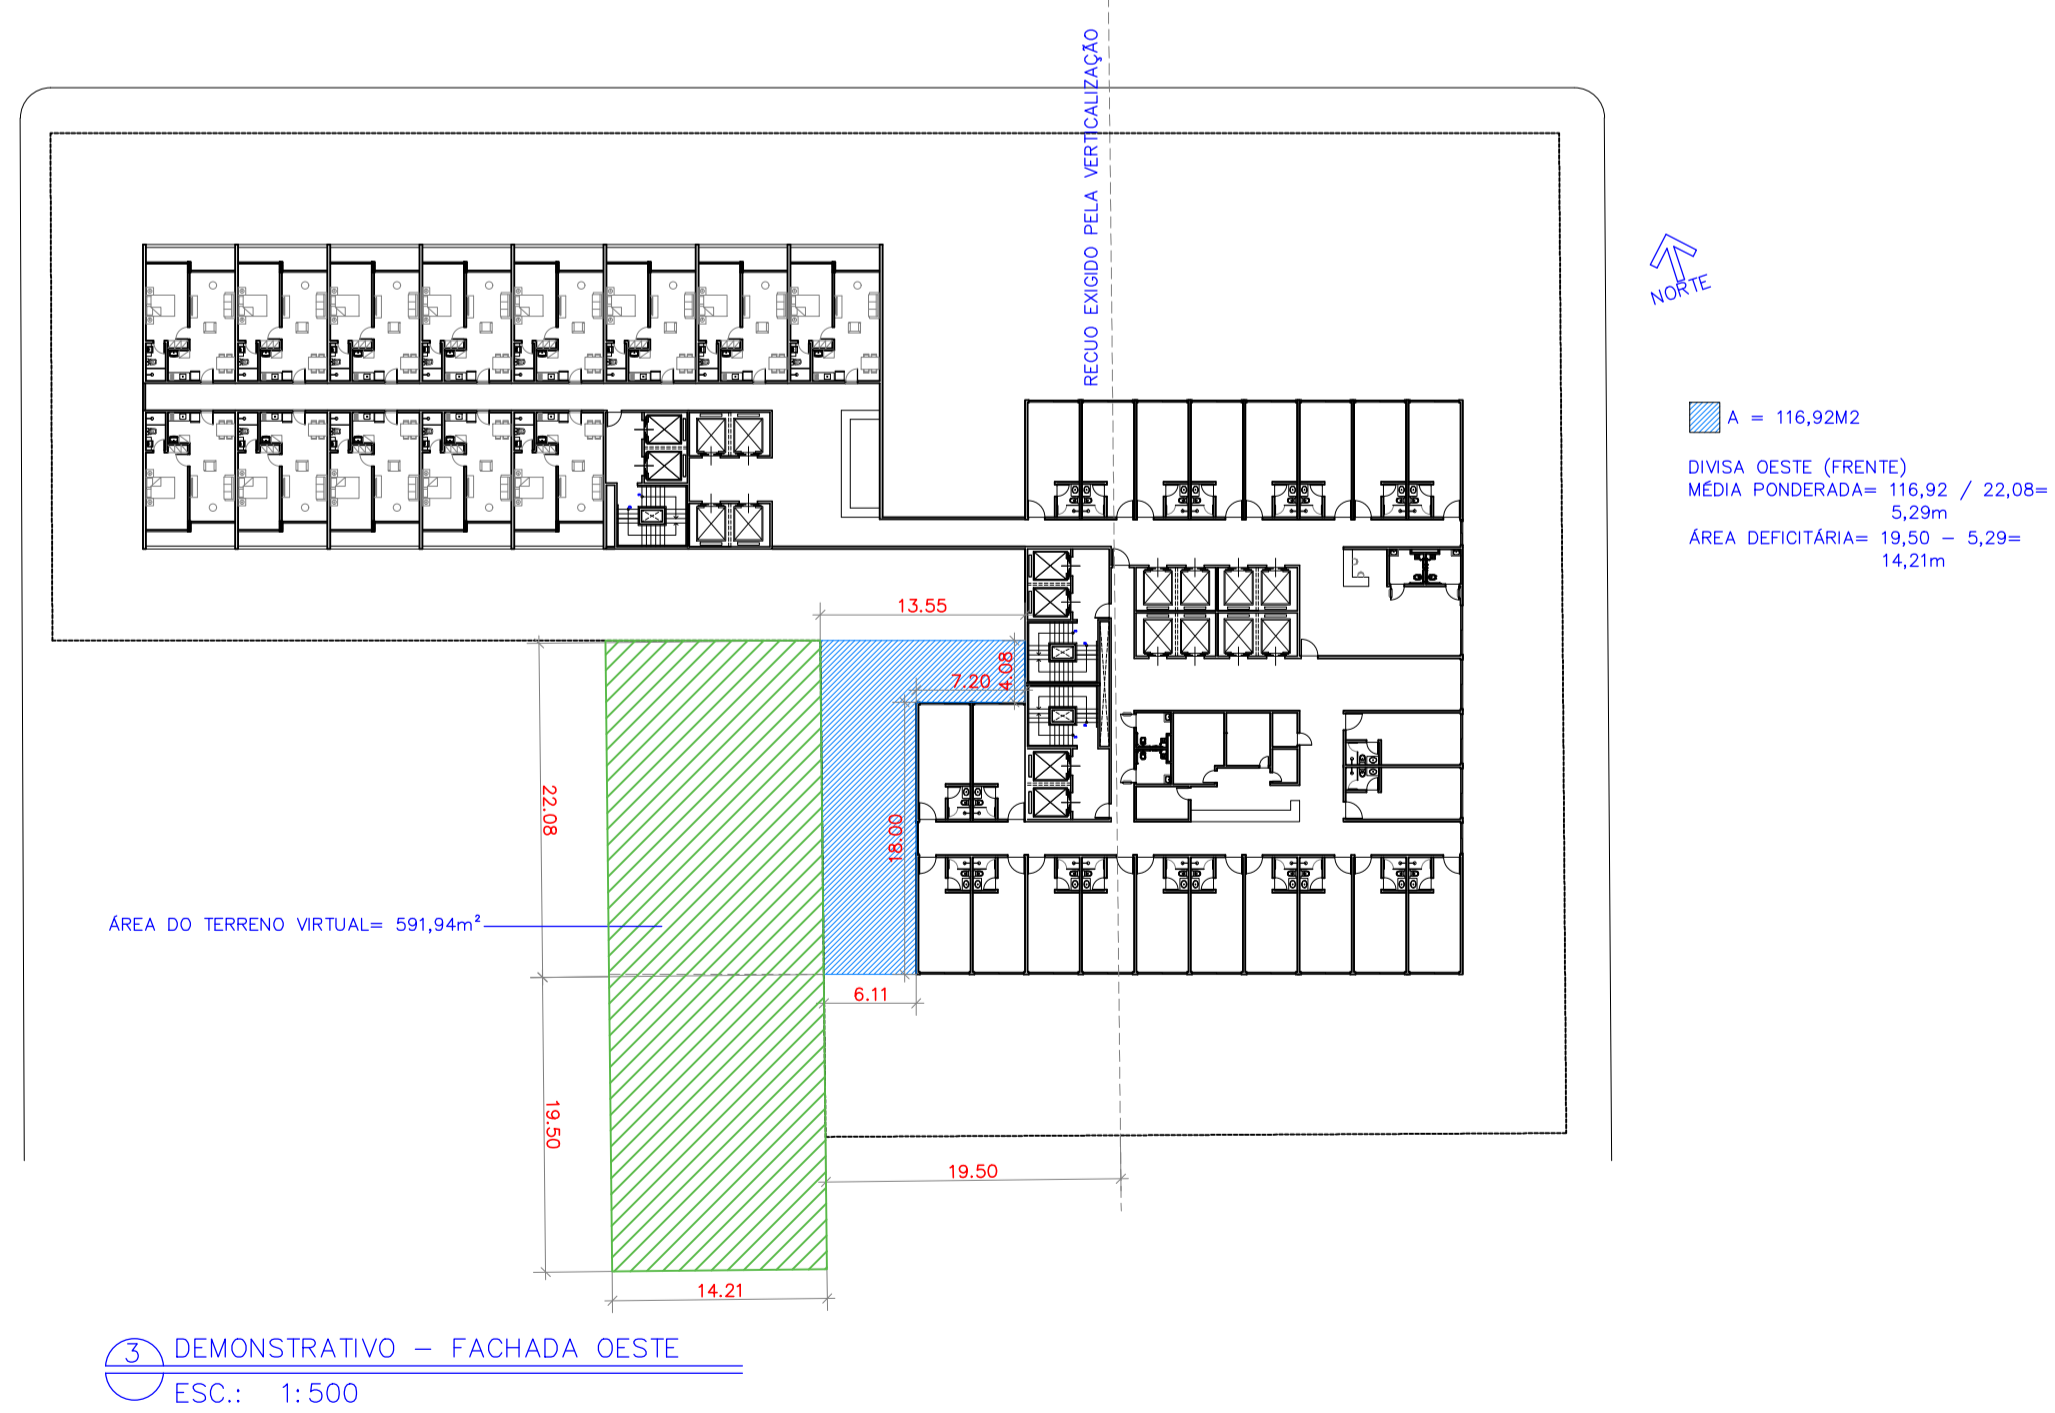 RECUO EXIGIDO PELA VERTICALIZAÇÃO
NORTE
A = 116,92M2
DIVISA OESTE (FRENTE)
MÉDIA PONDERADA= 116,92 / 22,08=
5,29m
ÁREA DEFICITÁRIA= 19,50 - 5,29=
14,21m
13.55
4.08
7.20
22.08
18.00
ÁREA DO TERRENO VIRTUAL= 591,94m²
6.11
19.50
19.50
14.21
3 DEMONSTRATIVO - FACHADA OESTE
ESC.: 1:500